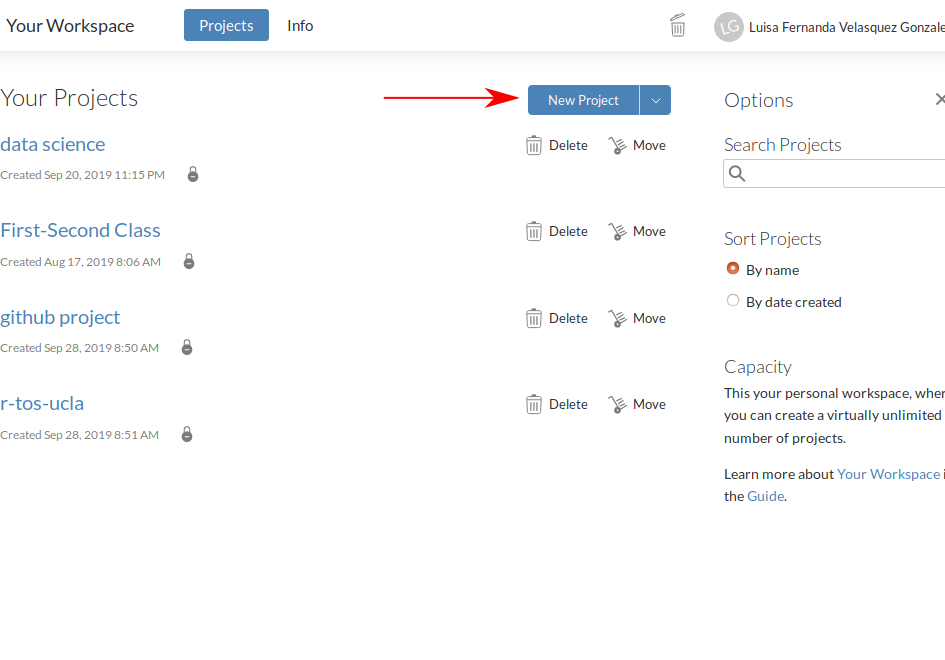 Your Workspace
Projects
Info
LG
Luisa Fernanda Velasquez Gonzale
Your Projects
New Project
data science
Created Sep 20, 2019 11:15 PM
Delete
Move
First-Second Class
Created Aug 17, 2019 8:06 AM
Delete
Move
github project
Created Sep 28, 2019 8:50 AM
Delete
Move
r-tos-ucla
Created Sep 28, 2019 8:51 AM
Delete
Move
Options
Search Projects
Sort Projects
By name
By date created
Capacity
This your personal workspace, wher
you can create a virtually unlimited
number of projects.
Learn more about Your Workspace i
the Guide.